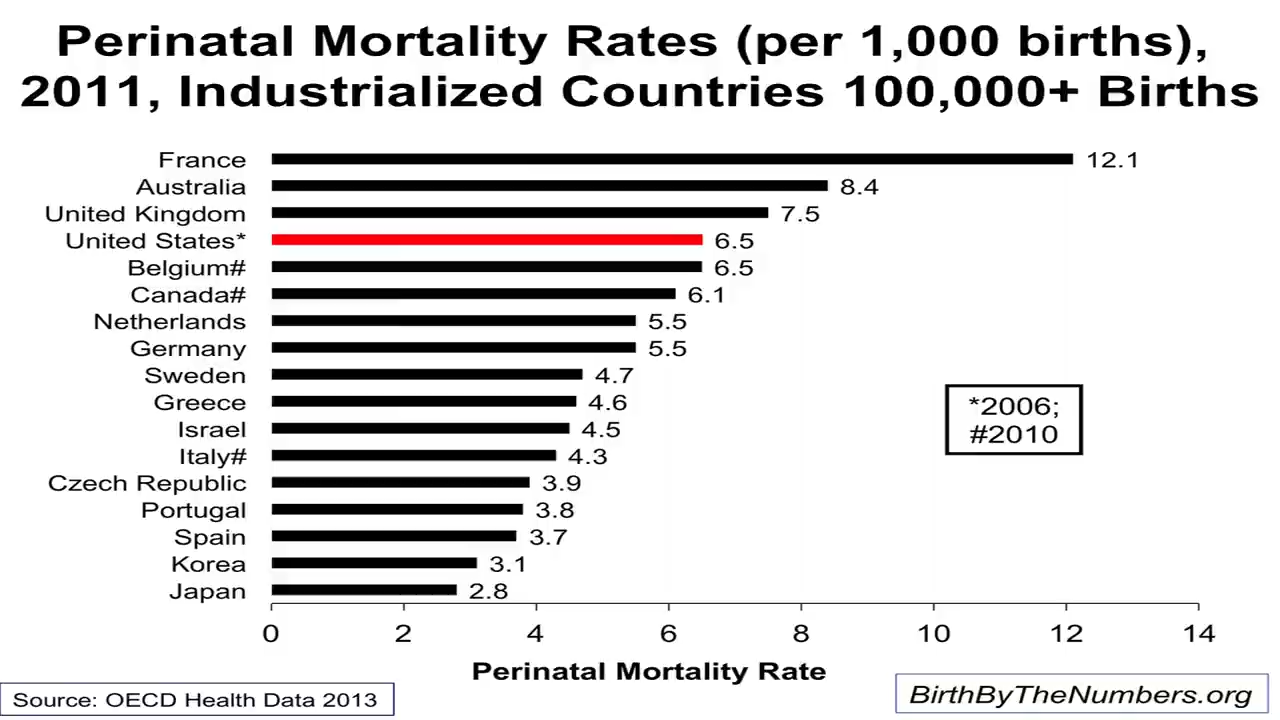 Perinatal Mortality Rates (per 1,000 births),
2011, Industrialized Countries 100,000+ Births
France 12.1
Australia 8.4
United Kingdom 7.5
United States* 6.5
Belgium# 6.5
Canada# 6.1
Netherlands 5.5
Germany 5.5
Sweden 4.7
Greece 4.6
Israel 4.5
Italy# 4.3
Czech Republic 3.9
Portugal 3.8
Spain 3.7
Korea 3.1
Japan 2.8
*2006;
#2010
0 2 4 6 8 10 12 14
Perinatal Mortality Rate
Source: OECD Health Data 2013
BirthByTheNumbers.org